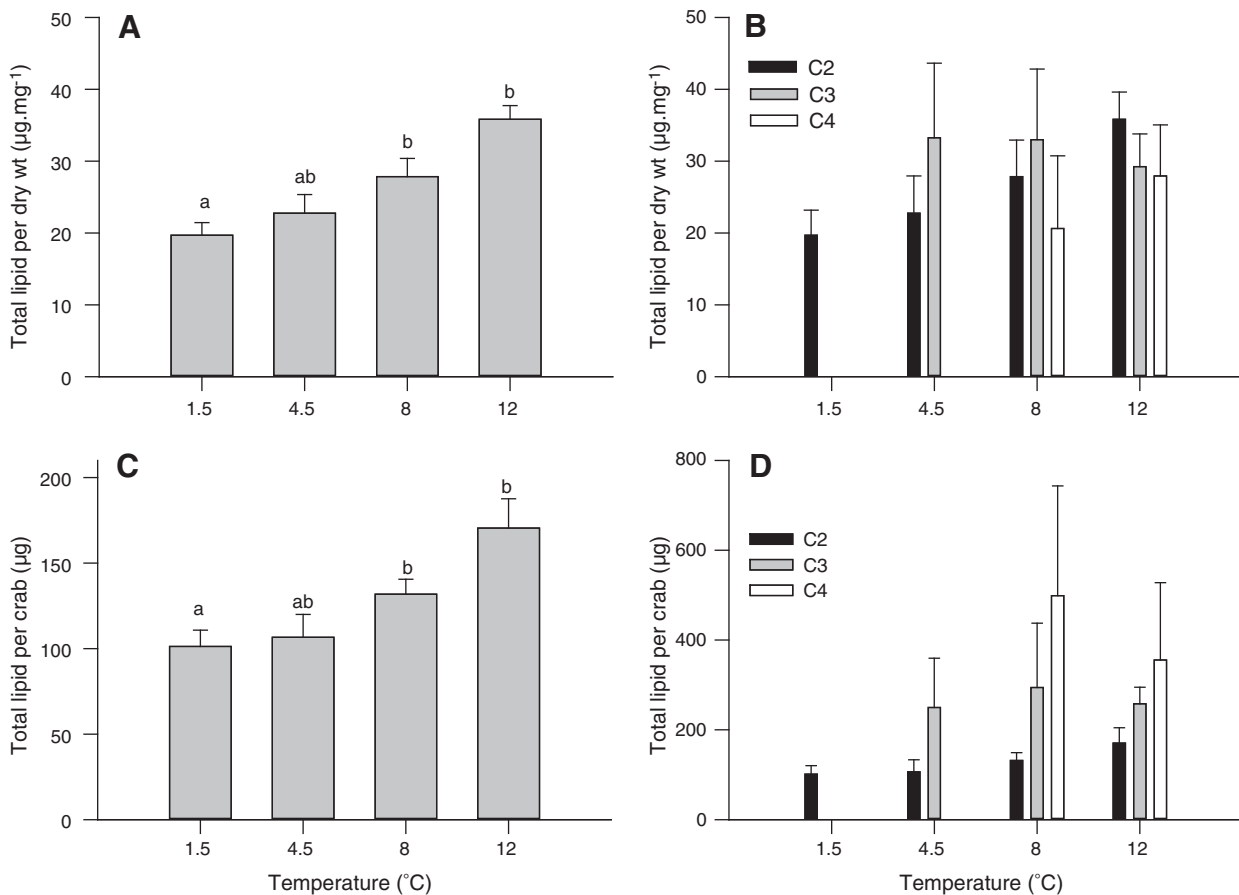 A
Total lipid per dry wt (µg.mg-1)
50
40
30
20
10
0
a
ab
b
b
1.5
4.5
8
12
B
Total lipid per dry wt (µg.mg-1)
50
40
30
20
10
0
C2
C3
C4
1.5
4.5
8
12
C
Total lipid per crab (µg)
200
150
100
50
0
a
ab
b
b
1.5
4.5
8
12
Temperature (°C)
D
Total lipid per crab (µg)
800
600
400
200
0
C2
C3
C4
1.5
4.5
8
12
Temperature (°C)